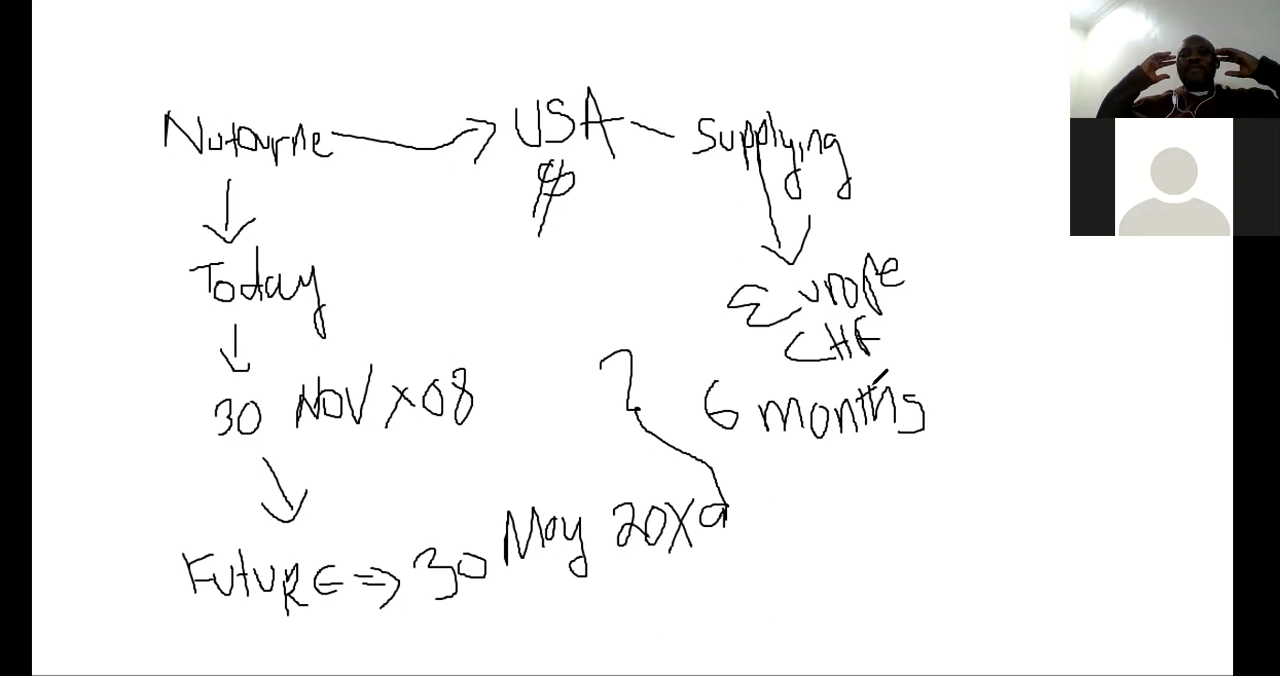 Nutourne USA Supplying
$
Today Europe
CHF
30 NOV X08 6 months
Future ⇒ 30 May 20X9